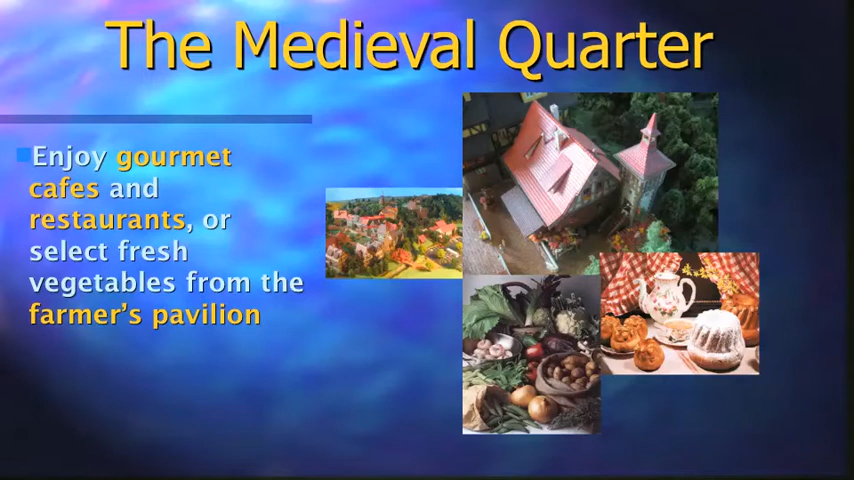 The Medieval Quarter
Enjoy gourmet
cafes and
restaurants, or
select fresh
vegetables from the
farmer’s pavilion